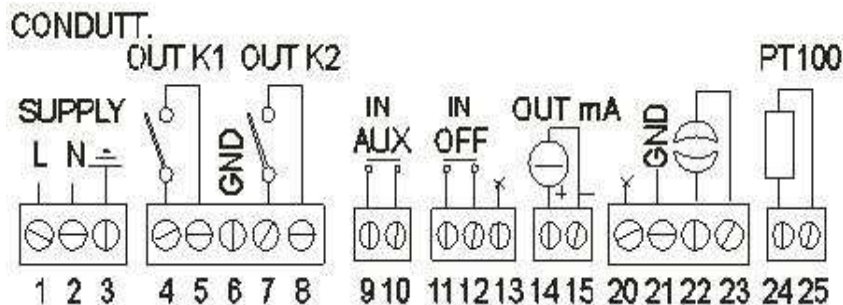 CONDUTT.
OUT K1 OUT K2 PT100
SUPPLY IN IN OUT mA
L N GND AUX OFF GND
+ −
1 2 3 4 5 6 7 8 9 10 11 12 13 14 15 20 21 22 23 24 25